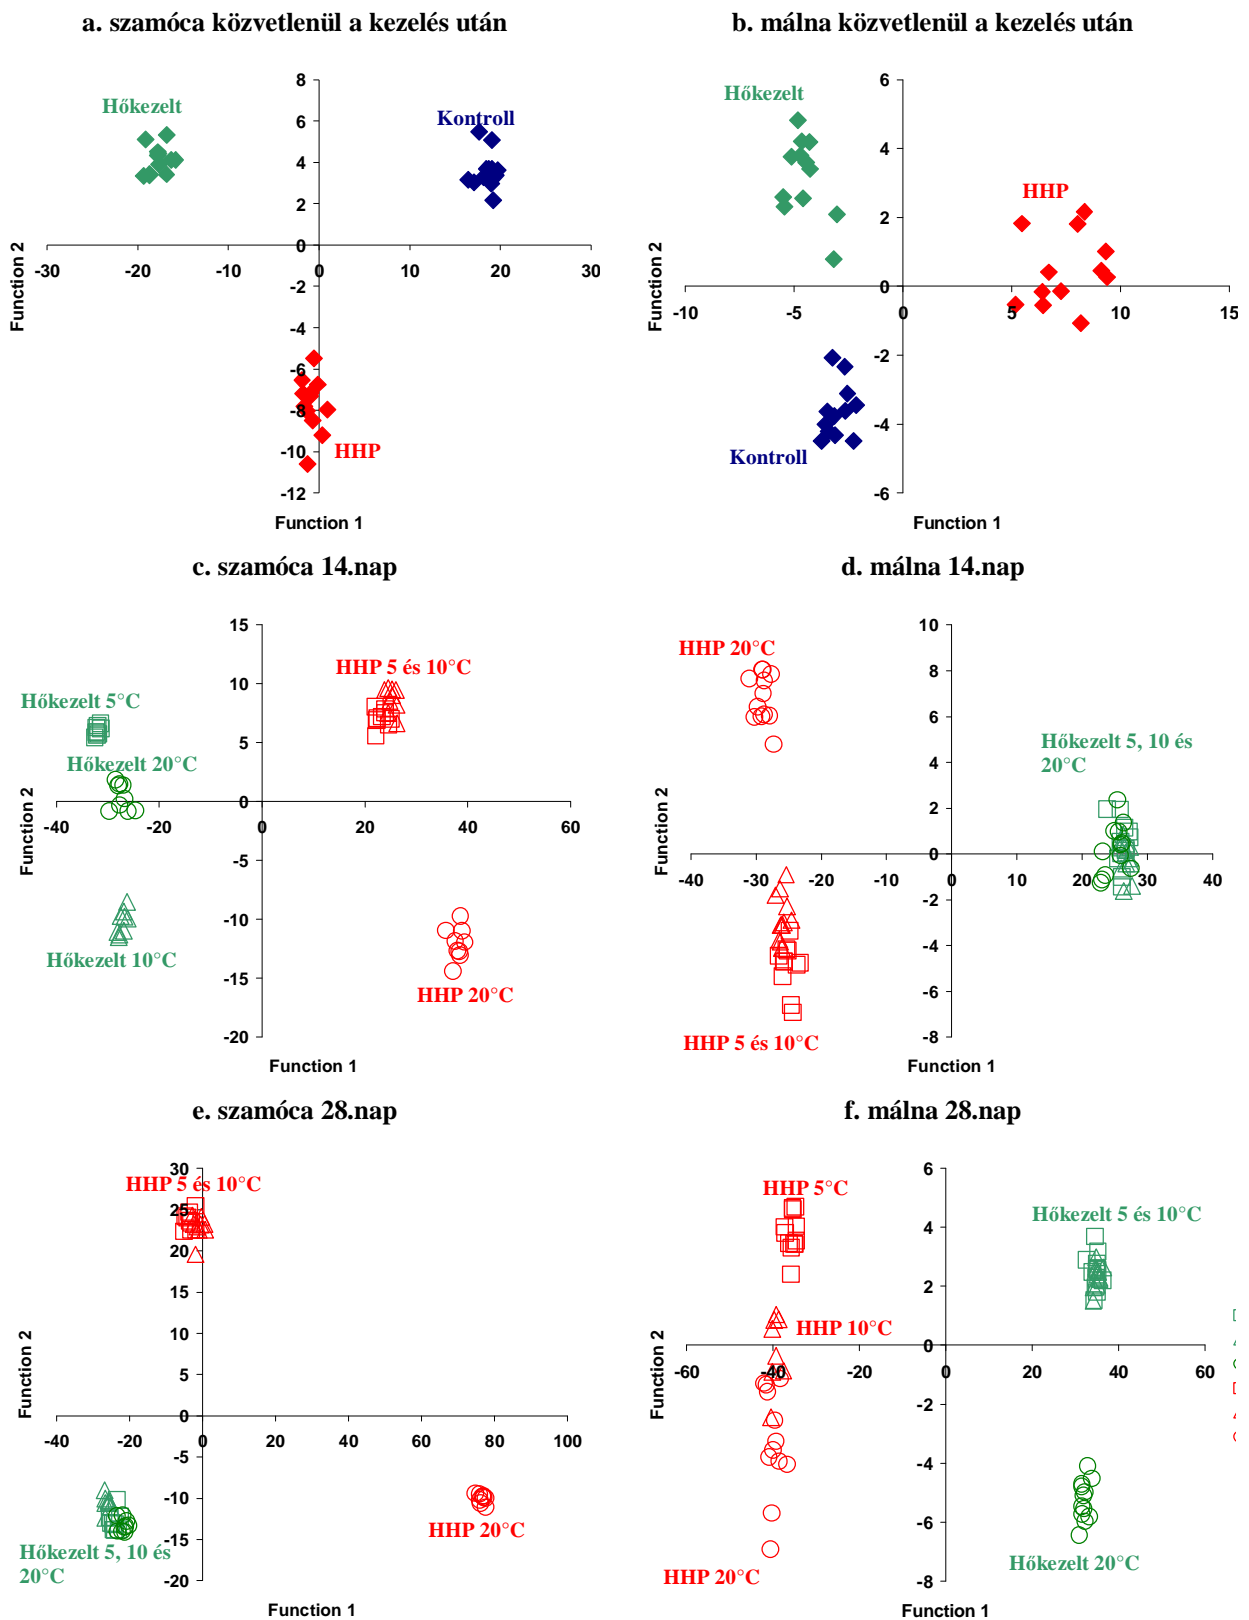 a. szamóca közvetlenül a kezelés után
b. málna közvetlenül a kezelés után
8
6
4
2
0
-2
-4
-6
-8
-10
-12
-30
-20
-10
0
10
20
30
Hőkezelt
Kontroll
HHP
Function 2
Function 1
6
4
2
0
-2
-4
-6
-10
-5
0
5
10
15
Hőkezelt
HHP
Kontroll
Function 2
Function 1
c. szamóca 14.nap
d. málna 14.nap
15
10
5
0
-5
-10
-15
-20
-40
-20
0
20
40
60
HHP 5 és 10°C
Hőkezelt 5°C
Hőkezelt 20°C
Hőkezelt 10°C
HHP 20°C
Function 2
Function 1
10
8
6
4
2
0
-2
-4
-6
-8
-40
-30
-20
-10
0
10
20
30
40
HHP 20°C
Hőkezelt 5, 10 és
20°C
HHP 5 és 10°C
Function 2
Function 1
e. szamóca 28.nap
f. málna 28.nap
30
25
20
15
10
5
0
-5
-10
-15
-20
-40
-20
0
20
40
60
80
100
HHP 5 és 10°C
HHP 20°C
Hőkezelt 5, 10 és
20°C
Function 2
Function 1
6
4
2
0
-2
-4
-6
-8
-60
-40
-20
0
20
40
60
HHP 5°C
Hőkezelt 5 és 10°C
HHP 10°C
HHP 20°C
Hőkezelt 20°C
Function 2
Function 1